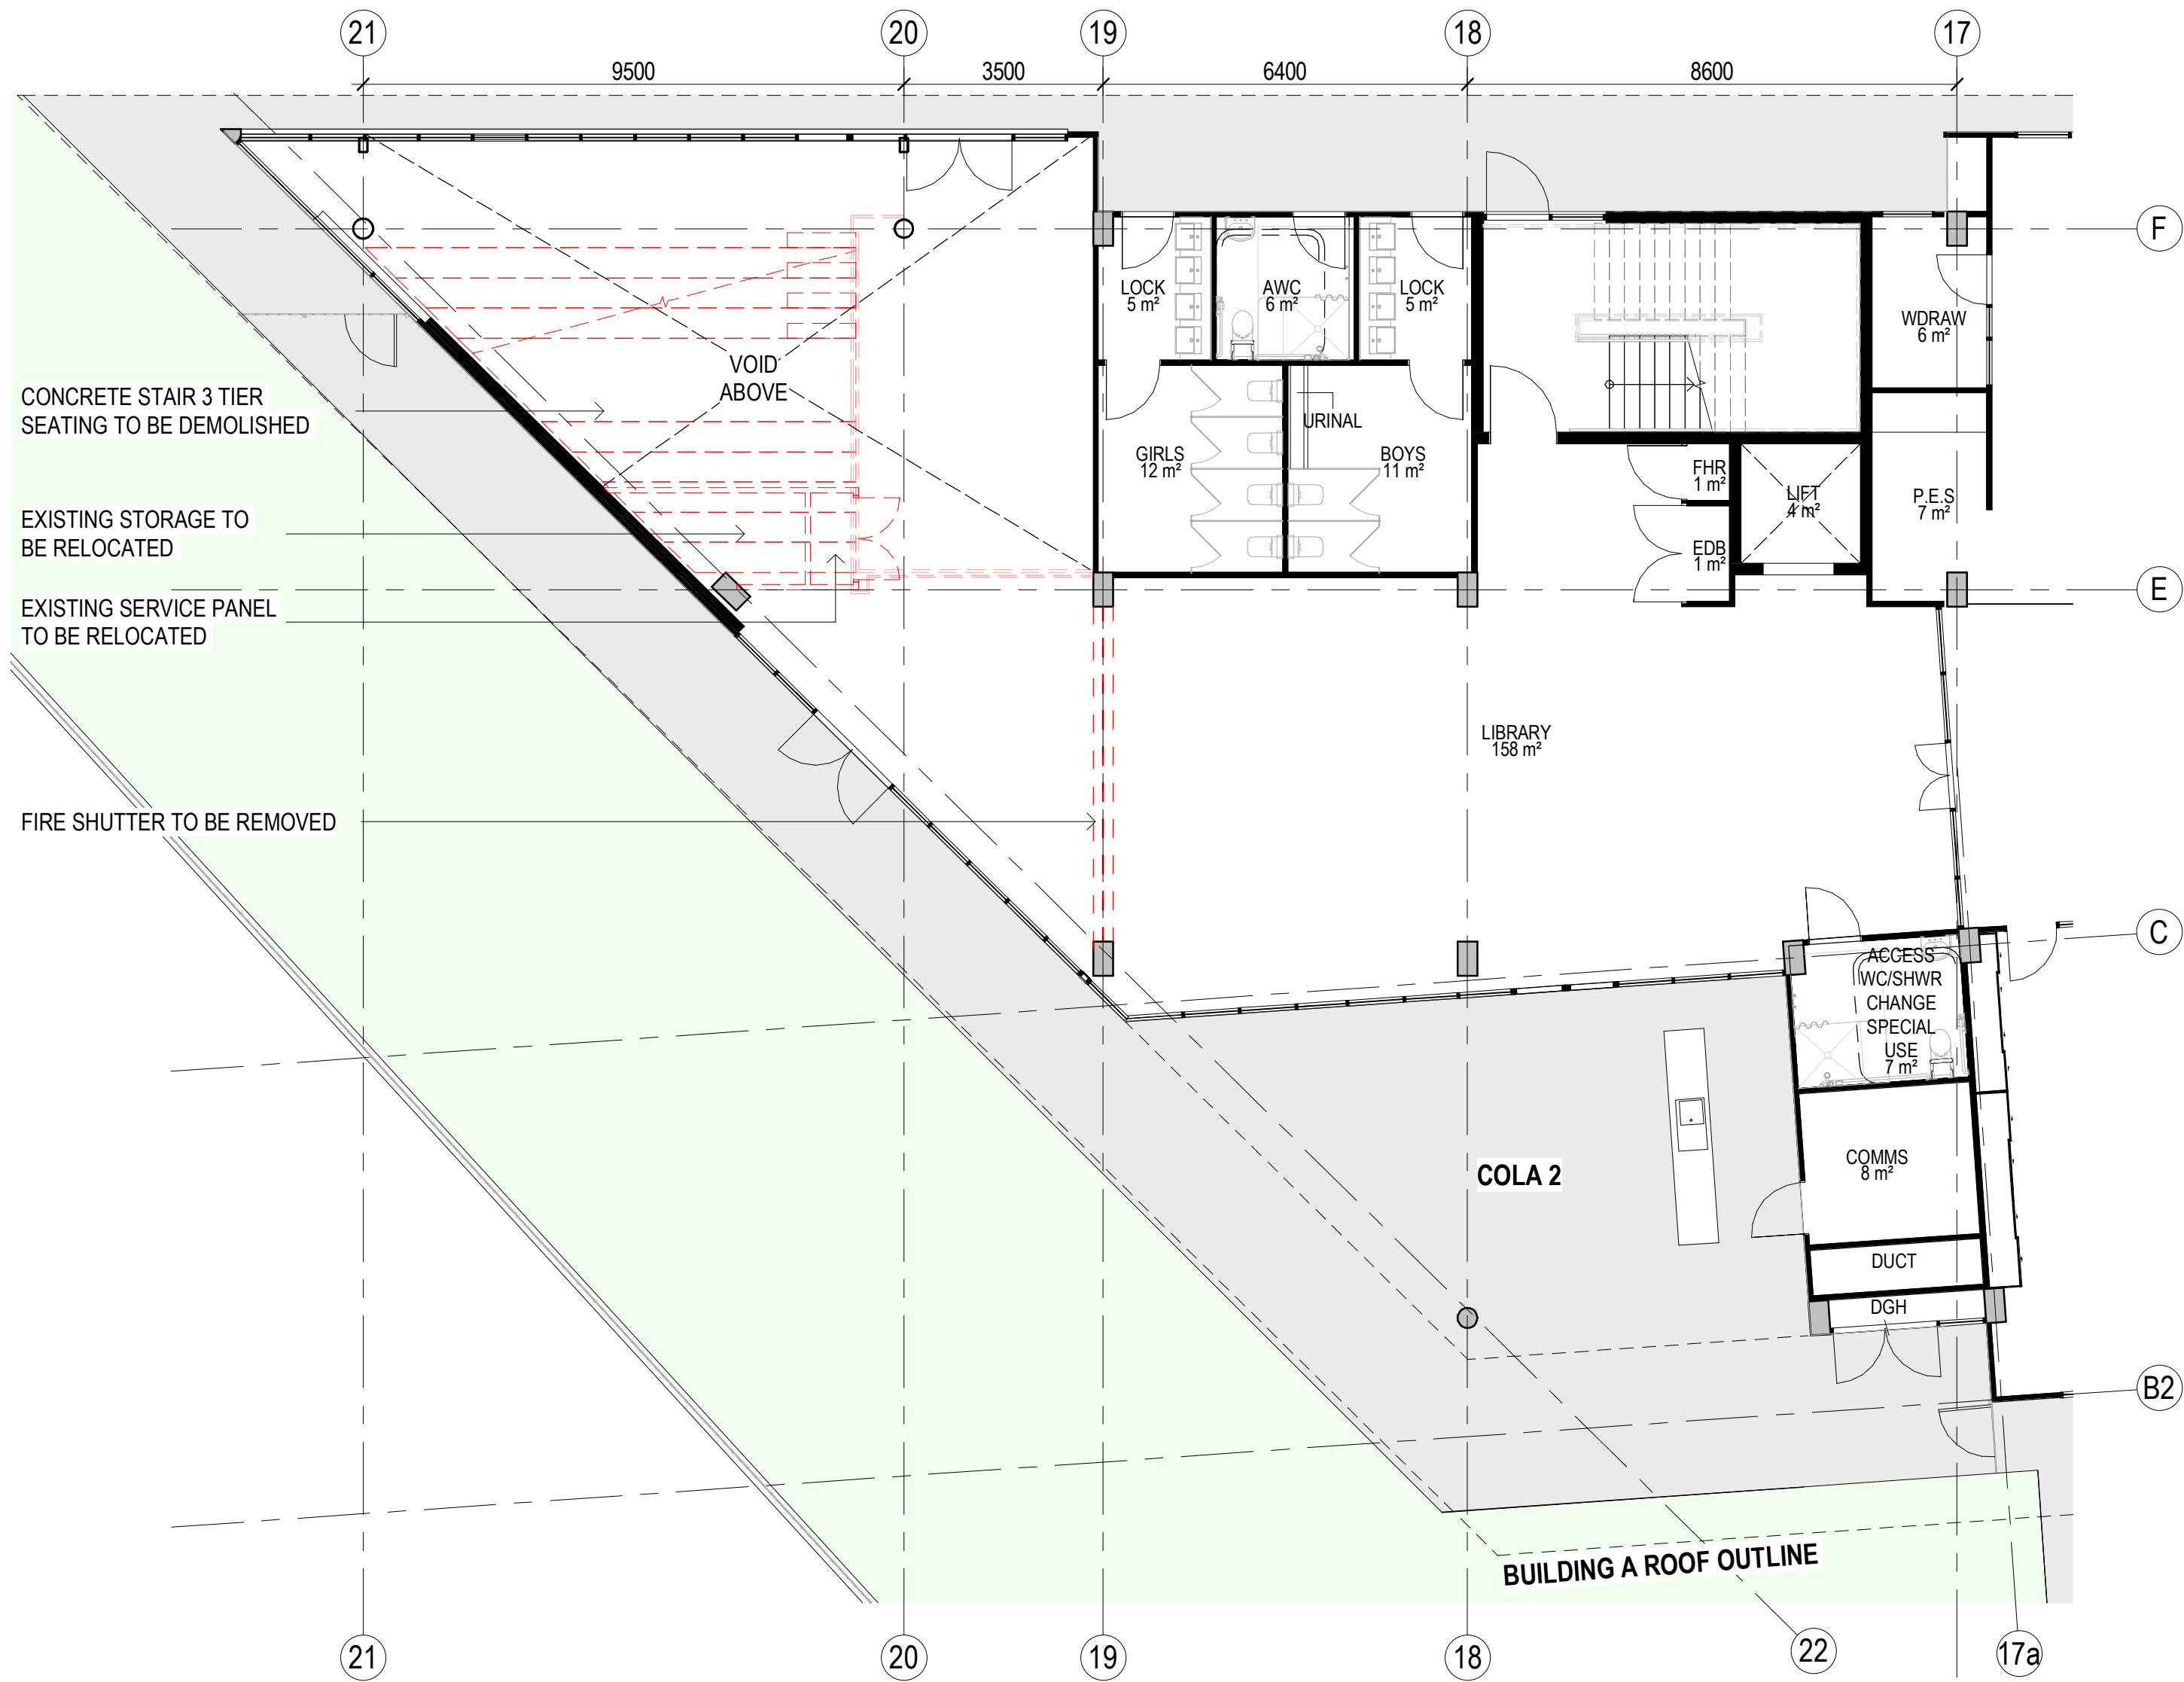 21
20
19
18
17
9500
3500
6400
8600
F
LOCK
5 m²
AWC
6 m²
LOCK
5 m²
WDRAW
6 m²
VOID
ABOVE
CONCRETE STAIR 3 TIER
SEATING TO BE DEMOLISHED
URINAL
GIRLS
12 m²
BOYS
11 m²
FHR
1 m²
LIFT
4 m²
P.E.S
7 m²
EXISTING STORAGE TO
BE RELOCATED
EDB
1 m²
E
EXISTING SERVICE PANEL
TO BE RELOCATED
LIBRARY
158 m²
FIRE SHUTTER TO BE REMOVED
C
ACCESS
WC/SHWR
CHANGE
SPECIAL
USE
7 m²
COLA 2
COMMS
8 m²
DUCT
DGH
B2
BUILDING A ROOF OUTLINE
21
20
19
18
22
17a